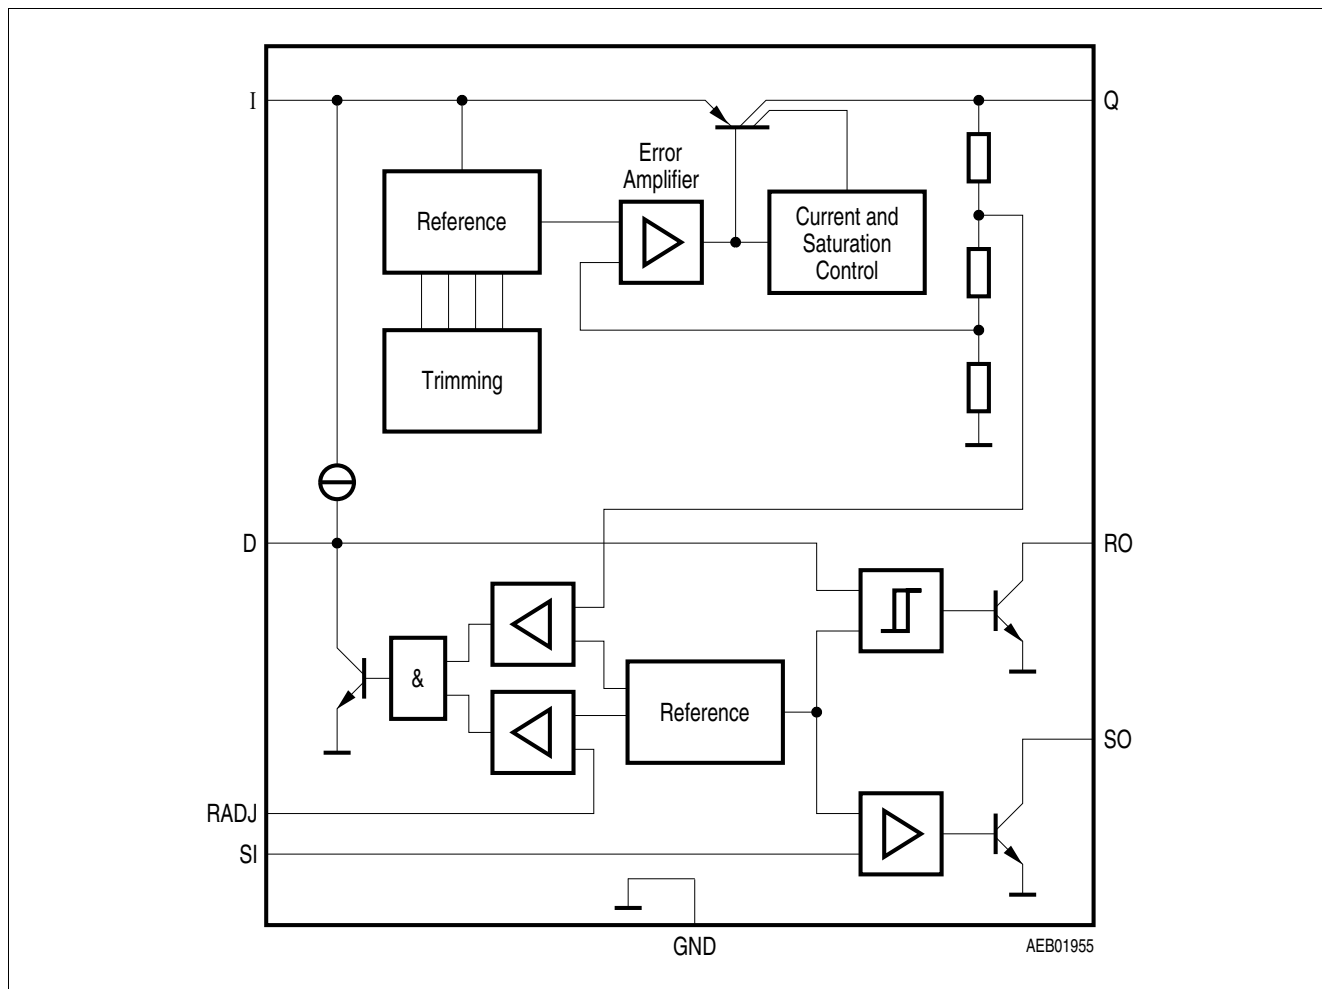 I
Q
Error
Amplifier
Reference
Current and
Saturation
Control
Trimming
D
RO
&
Reference
SO
RADJ
SI
GND
AEB01955